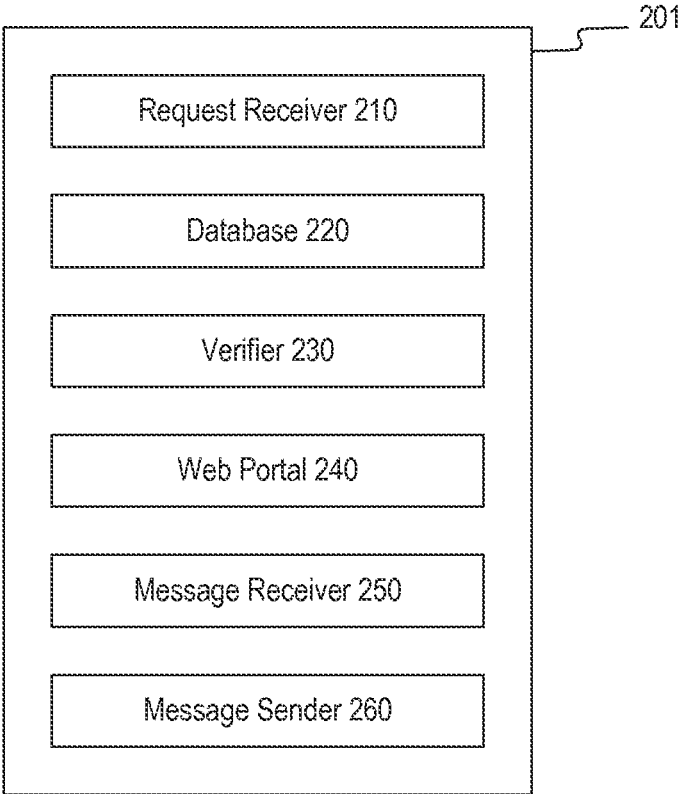 201
Request Receiver 210
Database 220
Verifier 230
Web Portal 240
Message Receiver 250
Message Sender 260